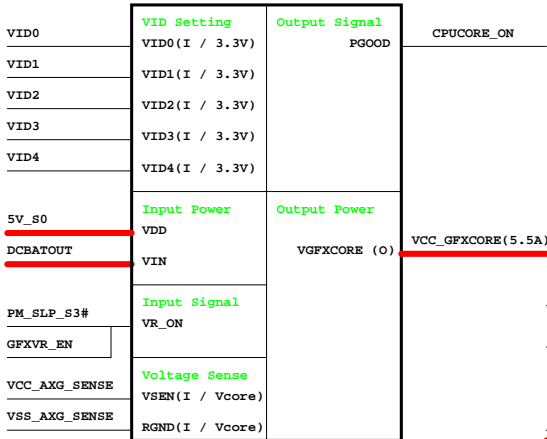 VID0
VID1
VID2
VID3
VID4
5V_S0
DCBATOUT
PM_SLP_S3#
GFXVR_EN
VCC_AXG_SENSE
VSS_AXG_SENSE
VID Setting
VID0(I / 3.3V)
VID1(I / 3.3V)
VID2(I / 3.3V)
VID3(I / 3.3V)
VID4(I / 3.3V)
Input Power
VDD
VIN
Input Signal
VR_ON
Voltage Sense
VSEN(I / Vcore)
RGND(I / Vcore)
Output Signal
PGOOD
Output Power
VGFXCORE (O)
CPUCORE_ON
VCC_GFXCORE(5.5A)